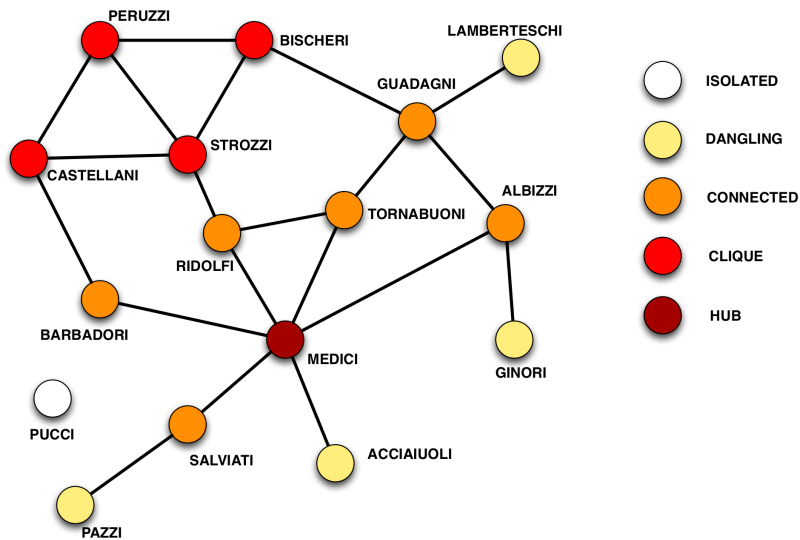 PERUZZI
BISCHERI
LAMBERTESCHI
GUADAGNI
ISOLATED
DANGLING
STROZZI
CASTELLANI
ALBIZZI
CONNECTED
TORNABUONI
RIDOLFI
CLIQUE
HUB
BARBADORI
MEDICI
GINORI
PUCCI
SALVIATI
ACCIAIUOLI
PAZZI